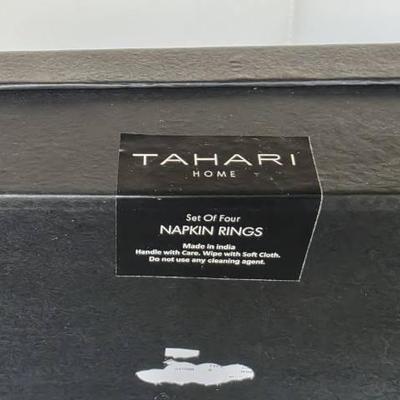 TAHARI
HOME
Set Of Four
NAPKIN RINGS
Made in india
Handle with Care. Wipe with Soft Cloth.
Do not use any cleaning agent.